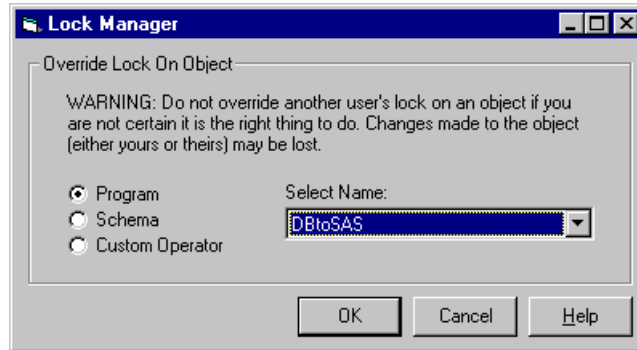 Lock Manager
Override Lock On Object
WARNING: Do not override another user's lock on an object if you
are not certain it is the right thing to do. Changes made to the object
(either yours or theirs) may be lost.
Program
Select Name:
Schema
DBtoSAS
Custom Operator
OK
Cancel
Help